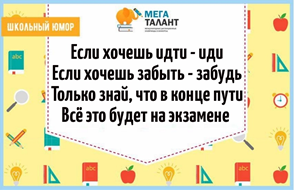 ШКОЛЬНЫЙ ЮМОР
МЕГА
ТАЛАНТ
Если хочешь идти - иди
Если хочешь забыть - забудь
Только знай, что в конце пути
Всё это будет на экзамене